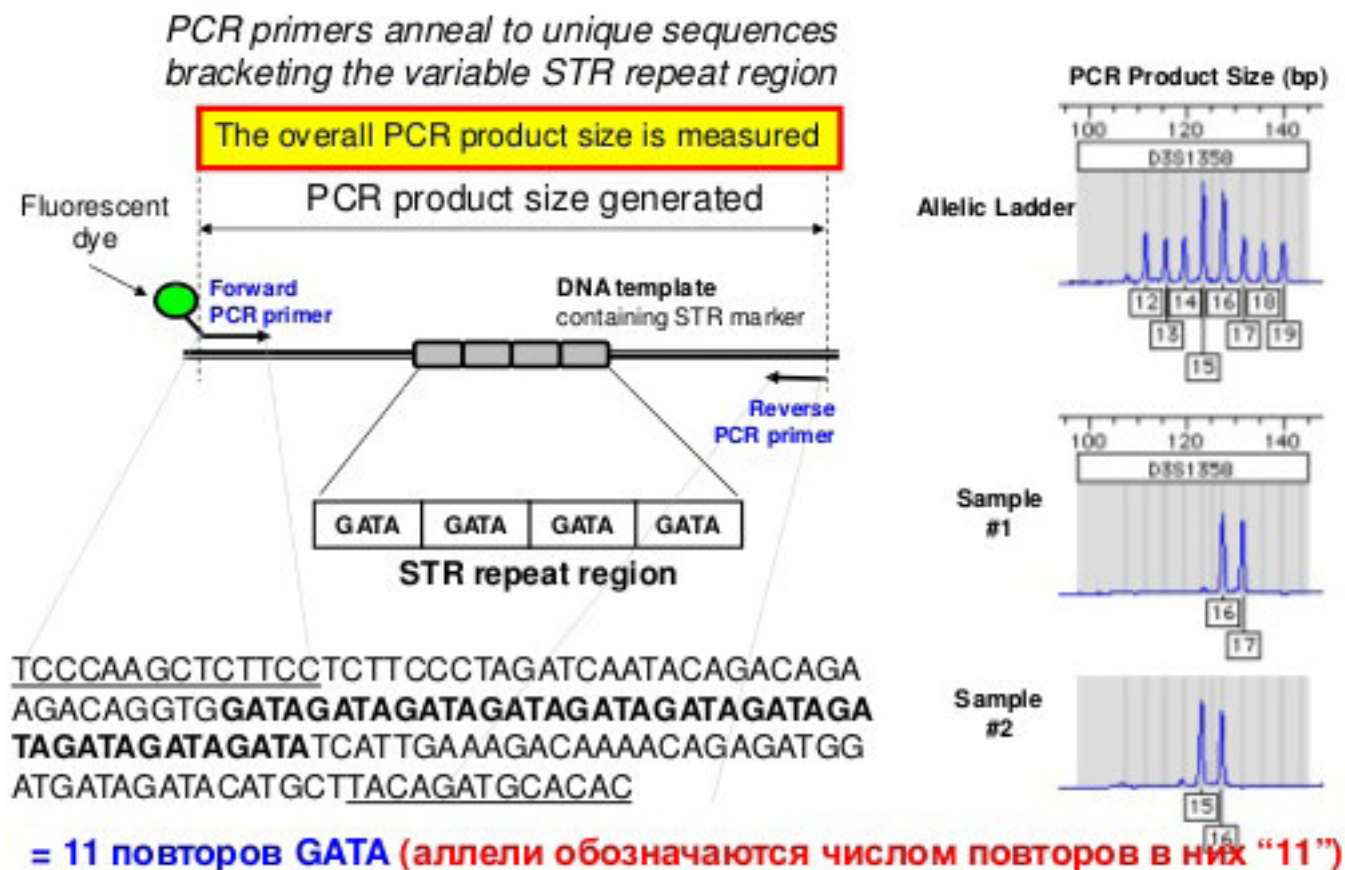 PCR primers anneal to unique sequences
bracketing the variable STR repeat region
The overall PCR product size is measured
PCR product size generated
Fluorescent
dye
Forward
PCR primer
DNA template
containing STR marker
Reverse
PCR primer
GATA GATA GATA GATA
STR repeat region
TCCCAAGCTCTTCCTCTTCCCTAGATCAATACAGACAGA
AGACAGGTGGATAGATAGATAGATAGATAGATAGATAGA
TAGATAGATAGATATCATTGAAAGACAAAACAGAGATGG
ATGATAGATACATGCTTACAGATGCACAC
= 11 повторов GATA (аллели обозначаются числом повторов в них “11”)
PCR Product Size (bp)
100 120 140
D3S1358
Allelic Ladder
12 14 16 18
13 17 19
15
100 120 140
D3S1358
Sample
#1
16
17
Sample
#2
15
16